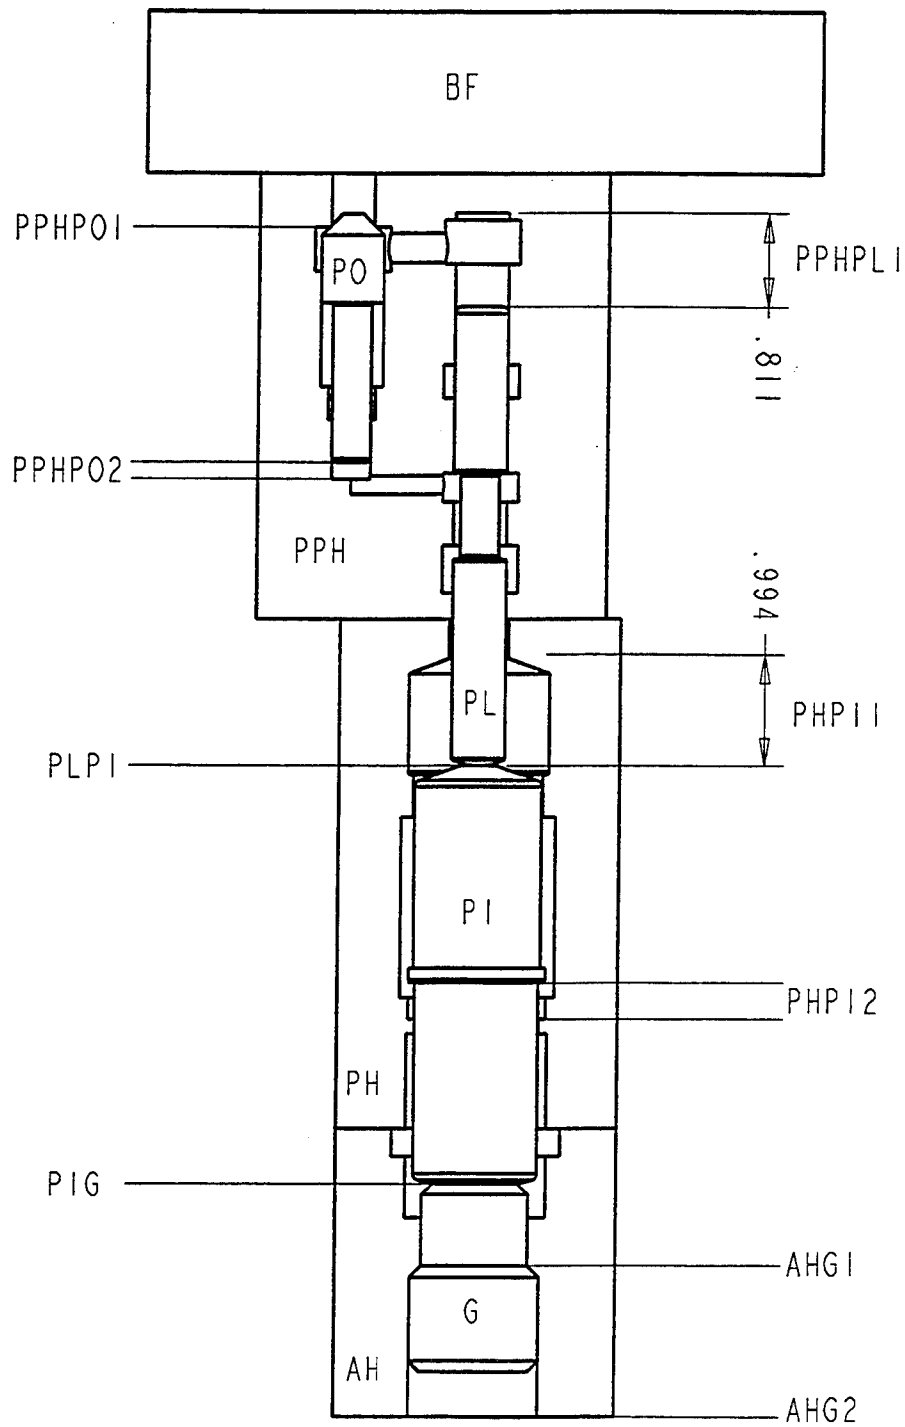 BF
PPHPO1
PO
PPHPL1
.811
PPHPO2
PPH
.994
PL
PHPI1
PLPI
PI
PHPI2
PH
PIG
AHG1
G
AH
AHG2